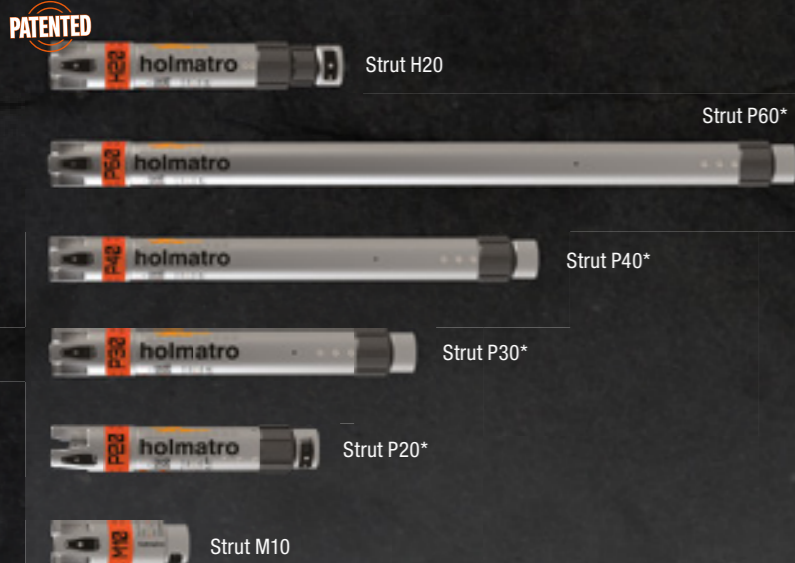 PATENTED
H20 holmatro
Strut H20
Strut P60*
P60 holmatro
P40 holmatro
Strut P40*
P30 holmatro
Strut P30*
P20 holmatro
Strut P20*
M10 holmatro
Strut M10